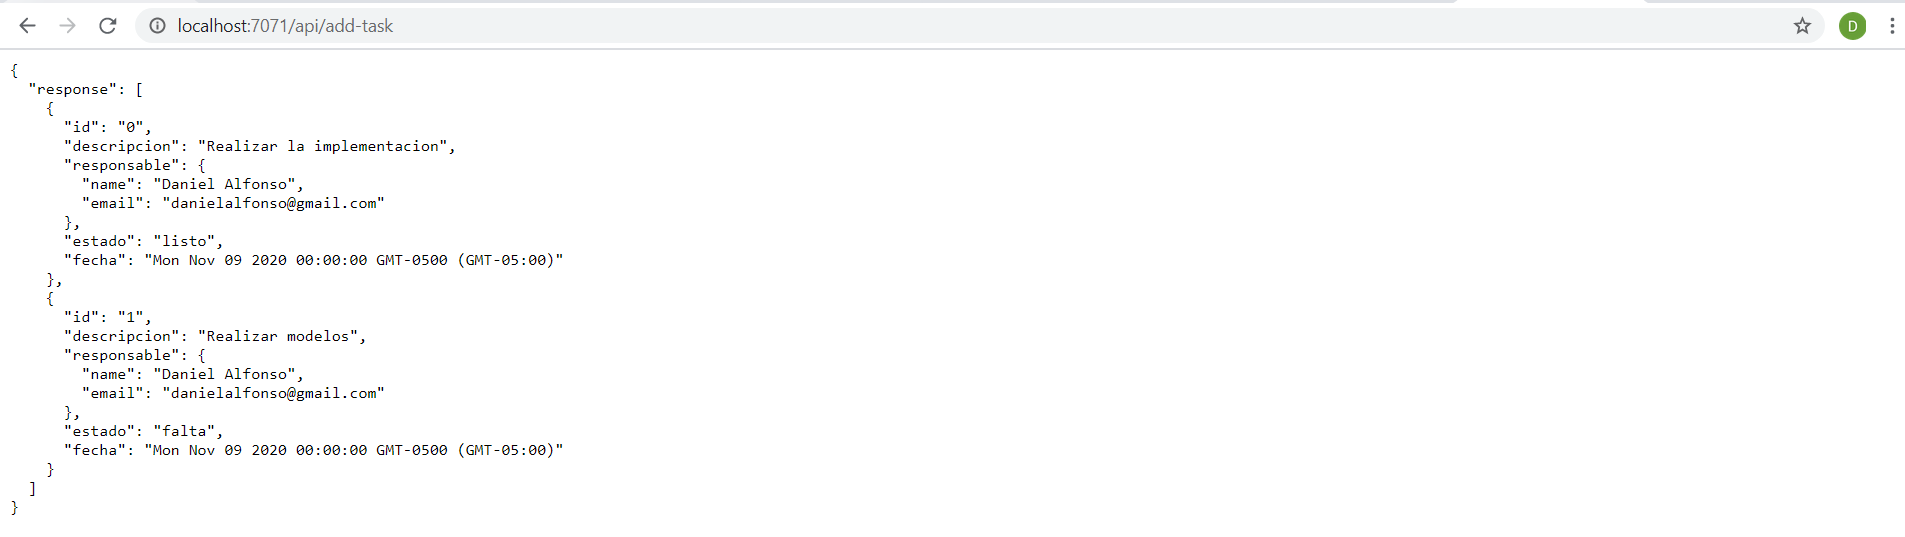 localhost:7071/api/add-task
D
{
  "response": [
    {
      "id": "0",
      "descripcion": "Realizar la implementacion",
      "responsable": {
        "name": "Daniel Alfonso",
        "email": "danielalfonso@gmail.com"
      },
      "estado": "listo",
      "fecha": "Mon Nov 09 2020 00:00:00 GMT-0500 (GMT-05:00)"
    },
    {
      "id": "1",
      "descripcion": "Realizar modelos",
      "responsable": {
        "name": "Daniel Alfonso",
        "email": "danielalfonso@gmail.com"
      },
      "estado": "falta",
      "fecha": "Mon Nov 09 2020 00:00:00 GMT-0500 (GMT-05:00)"
    }
  ]
}